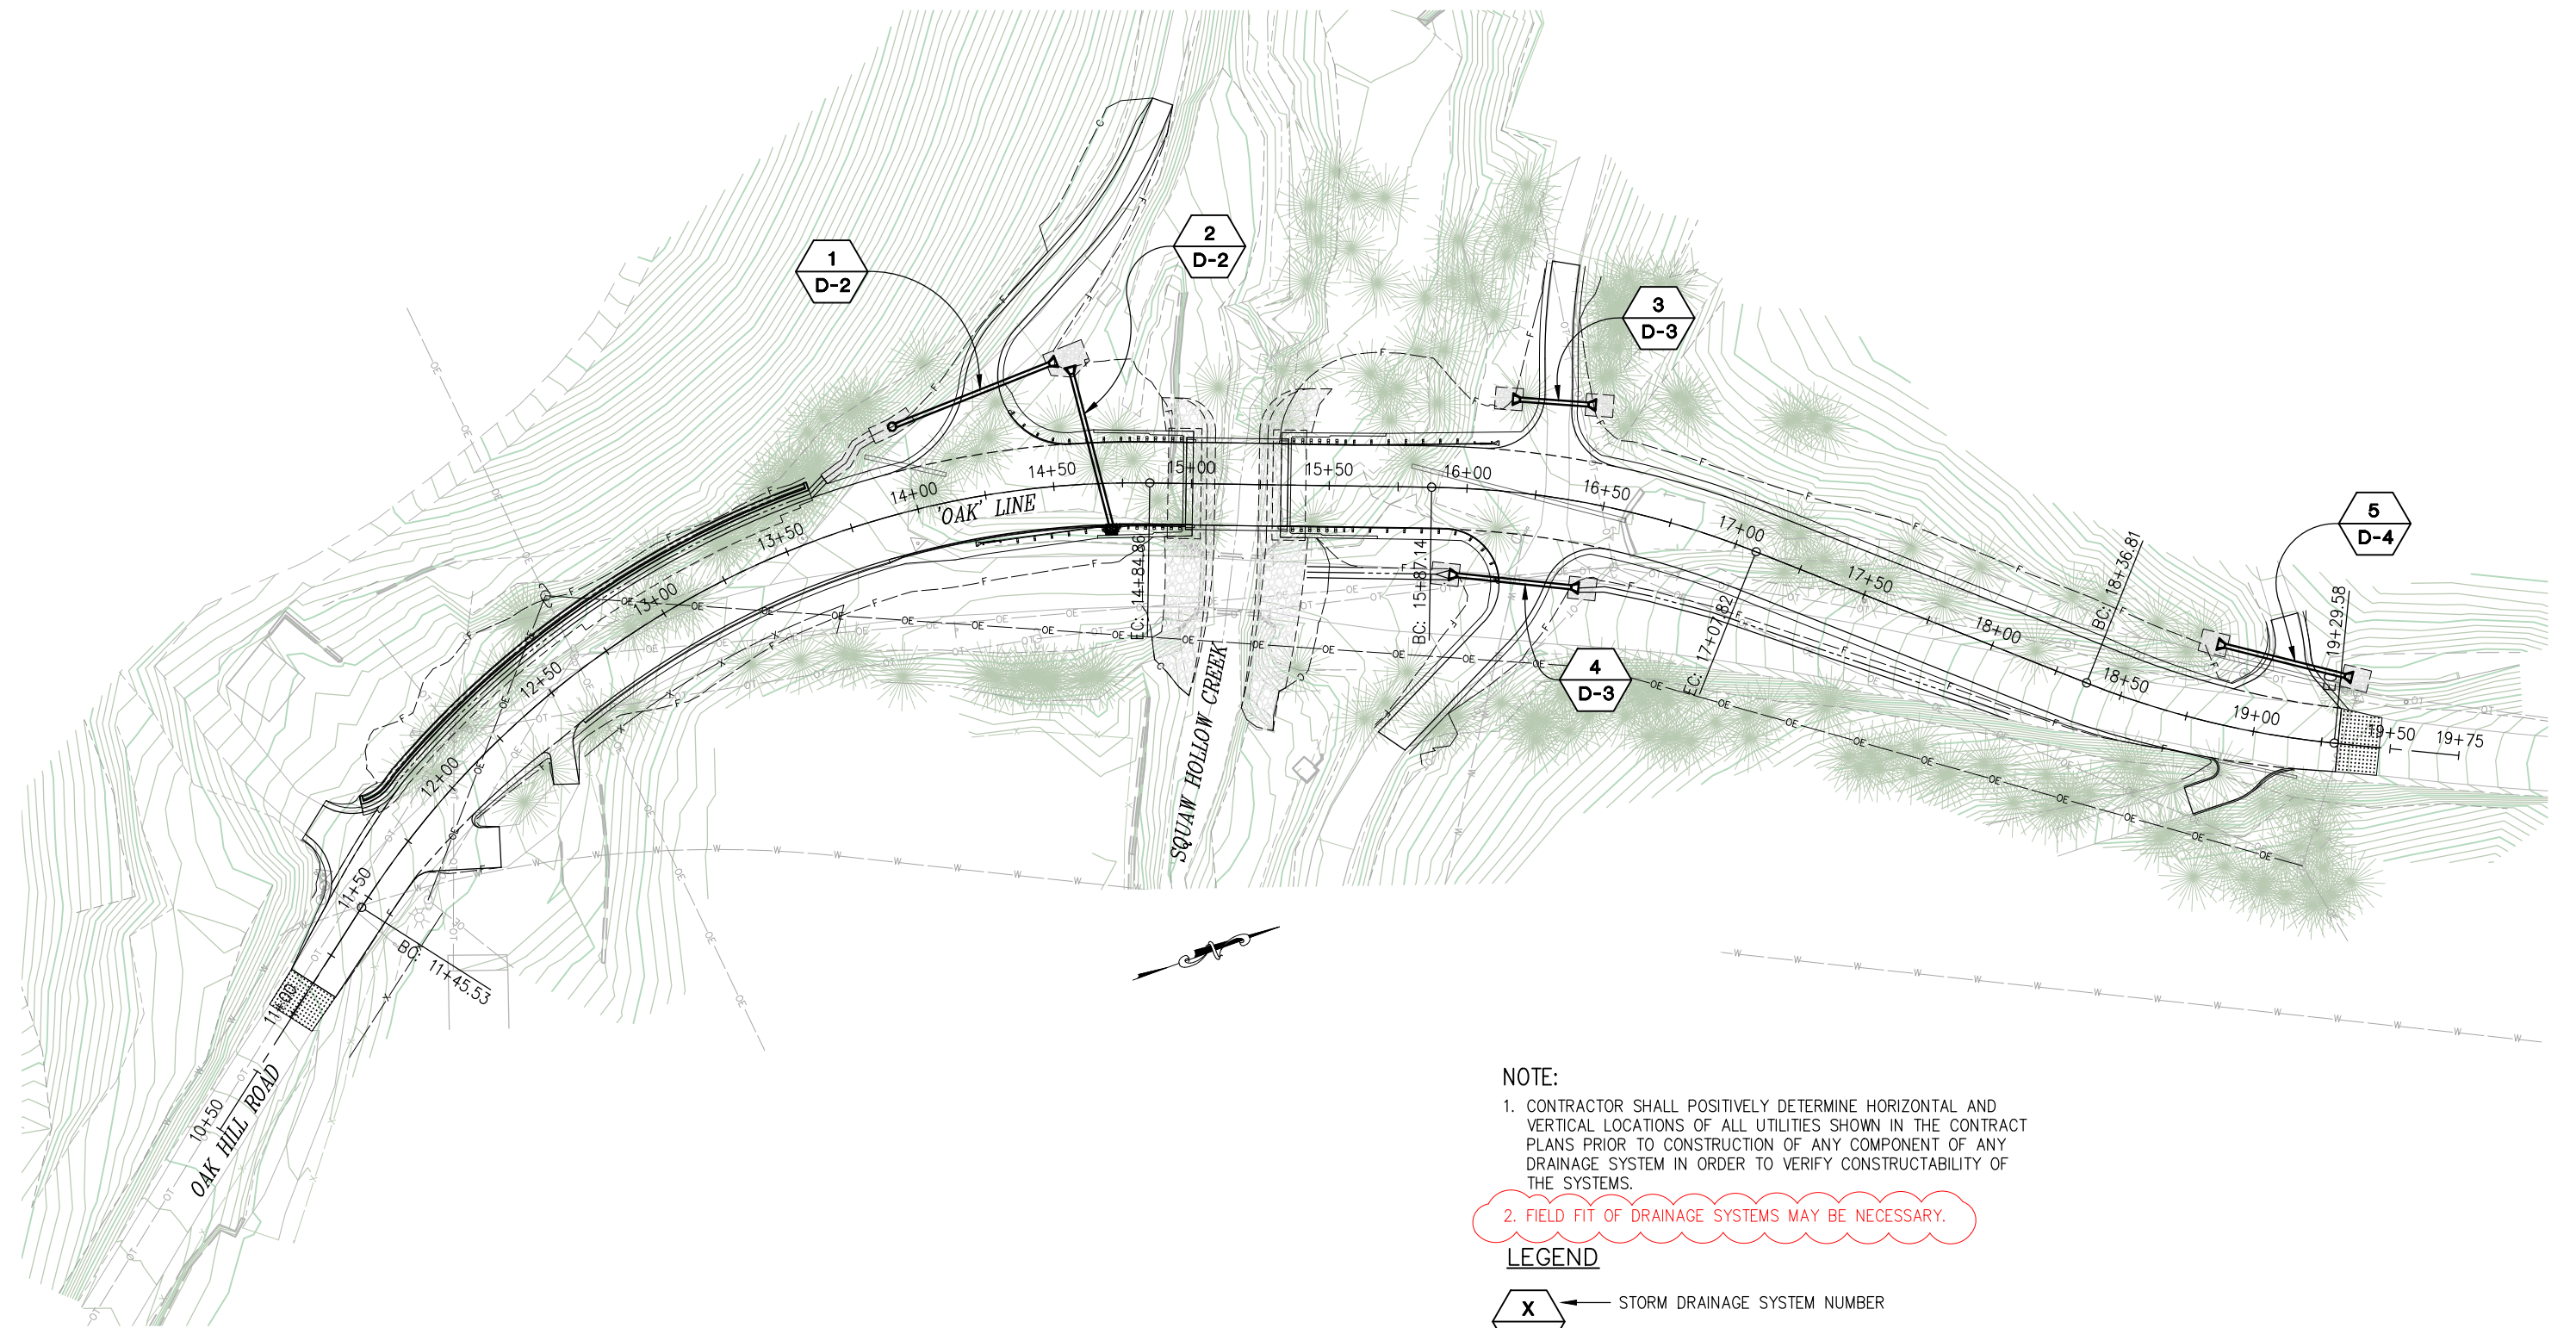 1
D-2
2
D-2
3
D-3
4
D-3
5
D-4
'OAK' LINE
OAK HILL ROAD
SQUAW HOLLOW CREEK
10+50
11+00
11+50
12+00
12+50
13+00
13+50
14+00
14+50
15+00
15+50
16+00
16+50
17+00
17+50
18+00
18+50
19+00
19+50
19+75
BC: 11+45.53
EC: 14+84.86
BC: 15+87.14
EC: 17+07.82
BC: 18+36.81
EC: 19+29.58
NOTE:
1. CONTRACTOR SHALL POSITIVELY DETERMINE HORIZONTAL AND
VERTICAL LOCATIONS OF ALL UTILITIES SHOWN IN THE CONTRACT
PLANS PRIOR TO CONSTRUCTION OF ANY COMPONENT OF ANY
DRAINAGE SYSTEM IN ORDER TO VERIFY CONSTRUCTABILITY OF
THE SYSTEMS.
2. FIELD FIT OF DRAINAGE SYSTEMS MAY BE NECESSARY.
LEGEND
X
STORM DRAINAGE SYSTEM NUMBER